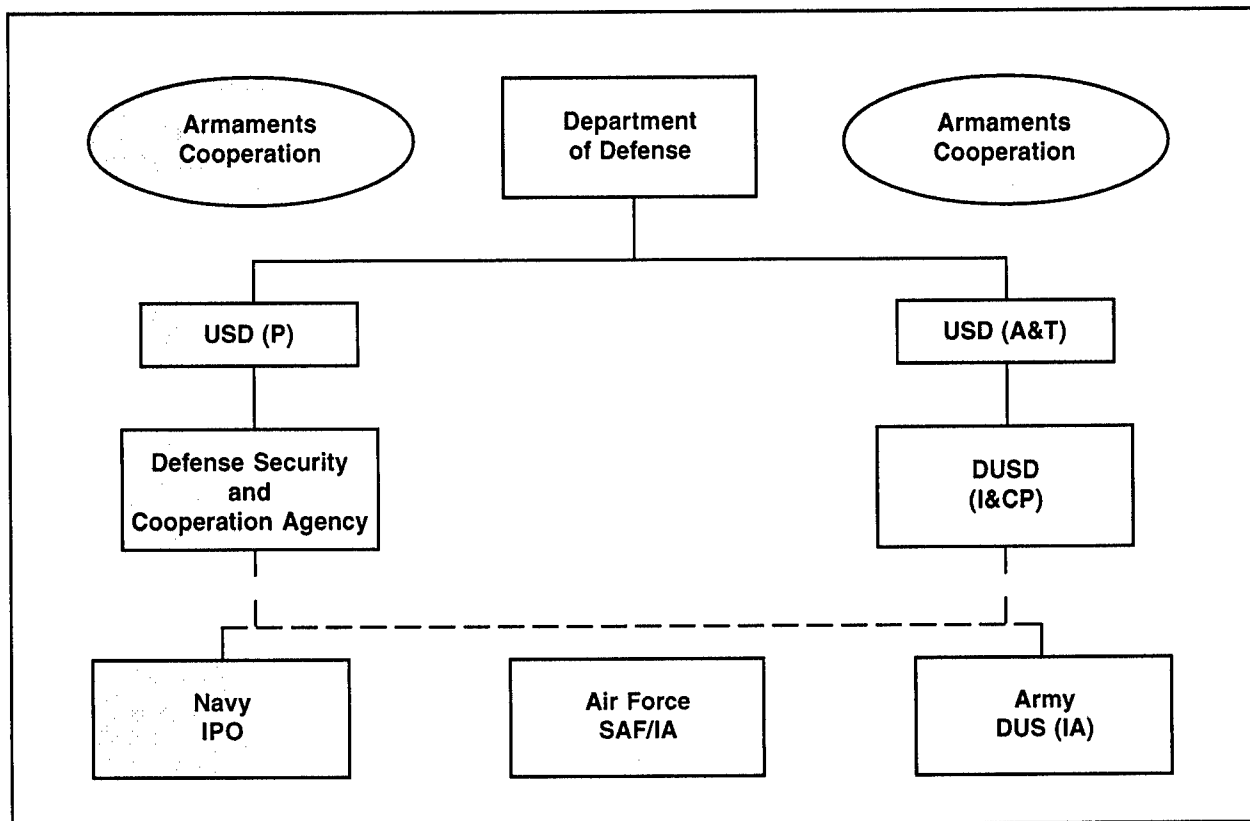 Armaments
Cooperation
Department
of Defense
Armaments
Cooperation
USD (P)
USD (A&T)
Defense Security
and
Cooperation Agency
DUSD
(I&CP)
Navy
IPO
Air Force
SAF/IA
Army
DUS (IA)